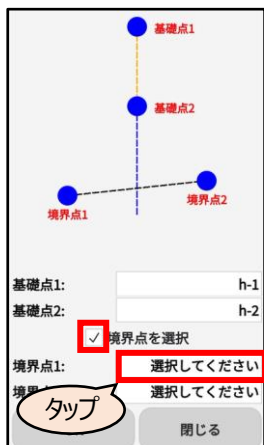 基礎点1
基礎点2
境界点2
境界点1
基礎点1: h-1
基礎点2: h-2
境界点を選択
境界点1: 選択してください
選択してください
タップ
閉じる